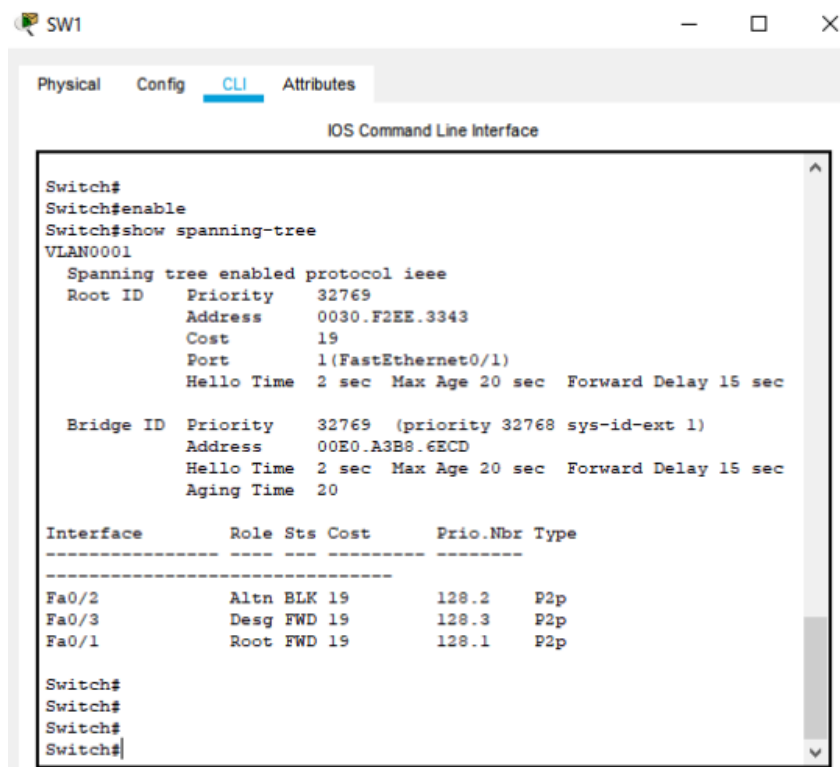 SW1
Physical Config CLI Attributes
IOS Command Line Interface
Switch#
Switch#enable
Switch#show spanning-tree
VLAN0001
  Spanning tree enabled protocol ieee
  Root ID    Priority    32769
             Address     0030.F2EE.3343
             Cost        19
             Port        1(FastEthernet0/1)
             Hello Time  2 sec  Max Age 20 sec  Forward Delay 15 sec

  Bridge ID  Priority    32769  (priority 32768 sys-id-ext 1)
             Address     00E0.A3B8.6ECD
             Hello Time  2 sec  Max Age 20 sec  Forward Delay 15 sec
             Aging Time  20

Interface        Role Sts Cost      Prio.Nbr Type
---------------- ---- --- --------- --------
--------------------------------
Fa0/2            Altn BLK 19        128.2    P2p
Fa0/3            Desg FWD 19        128.3    P2p
Fa0/1            Root FWD 19        128.1    P2p

Switch#
Switch#
Switch#
Switch#